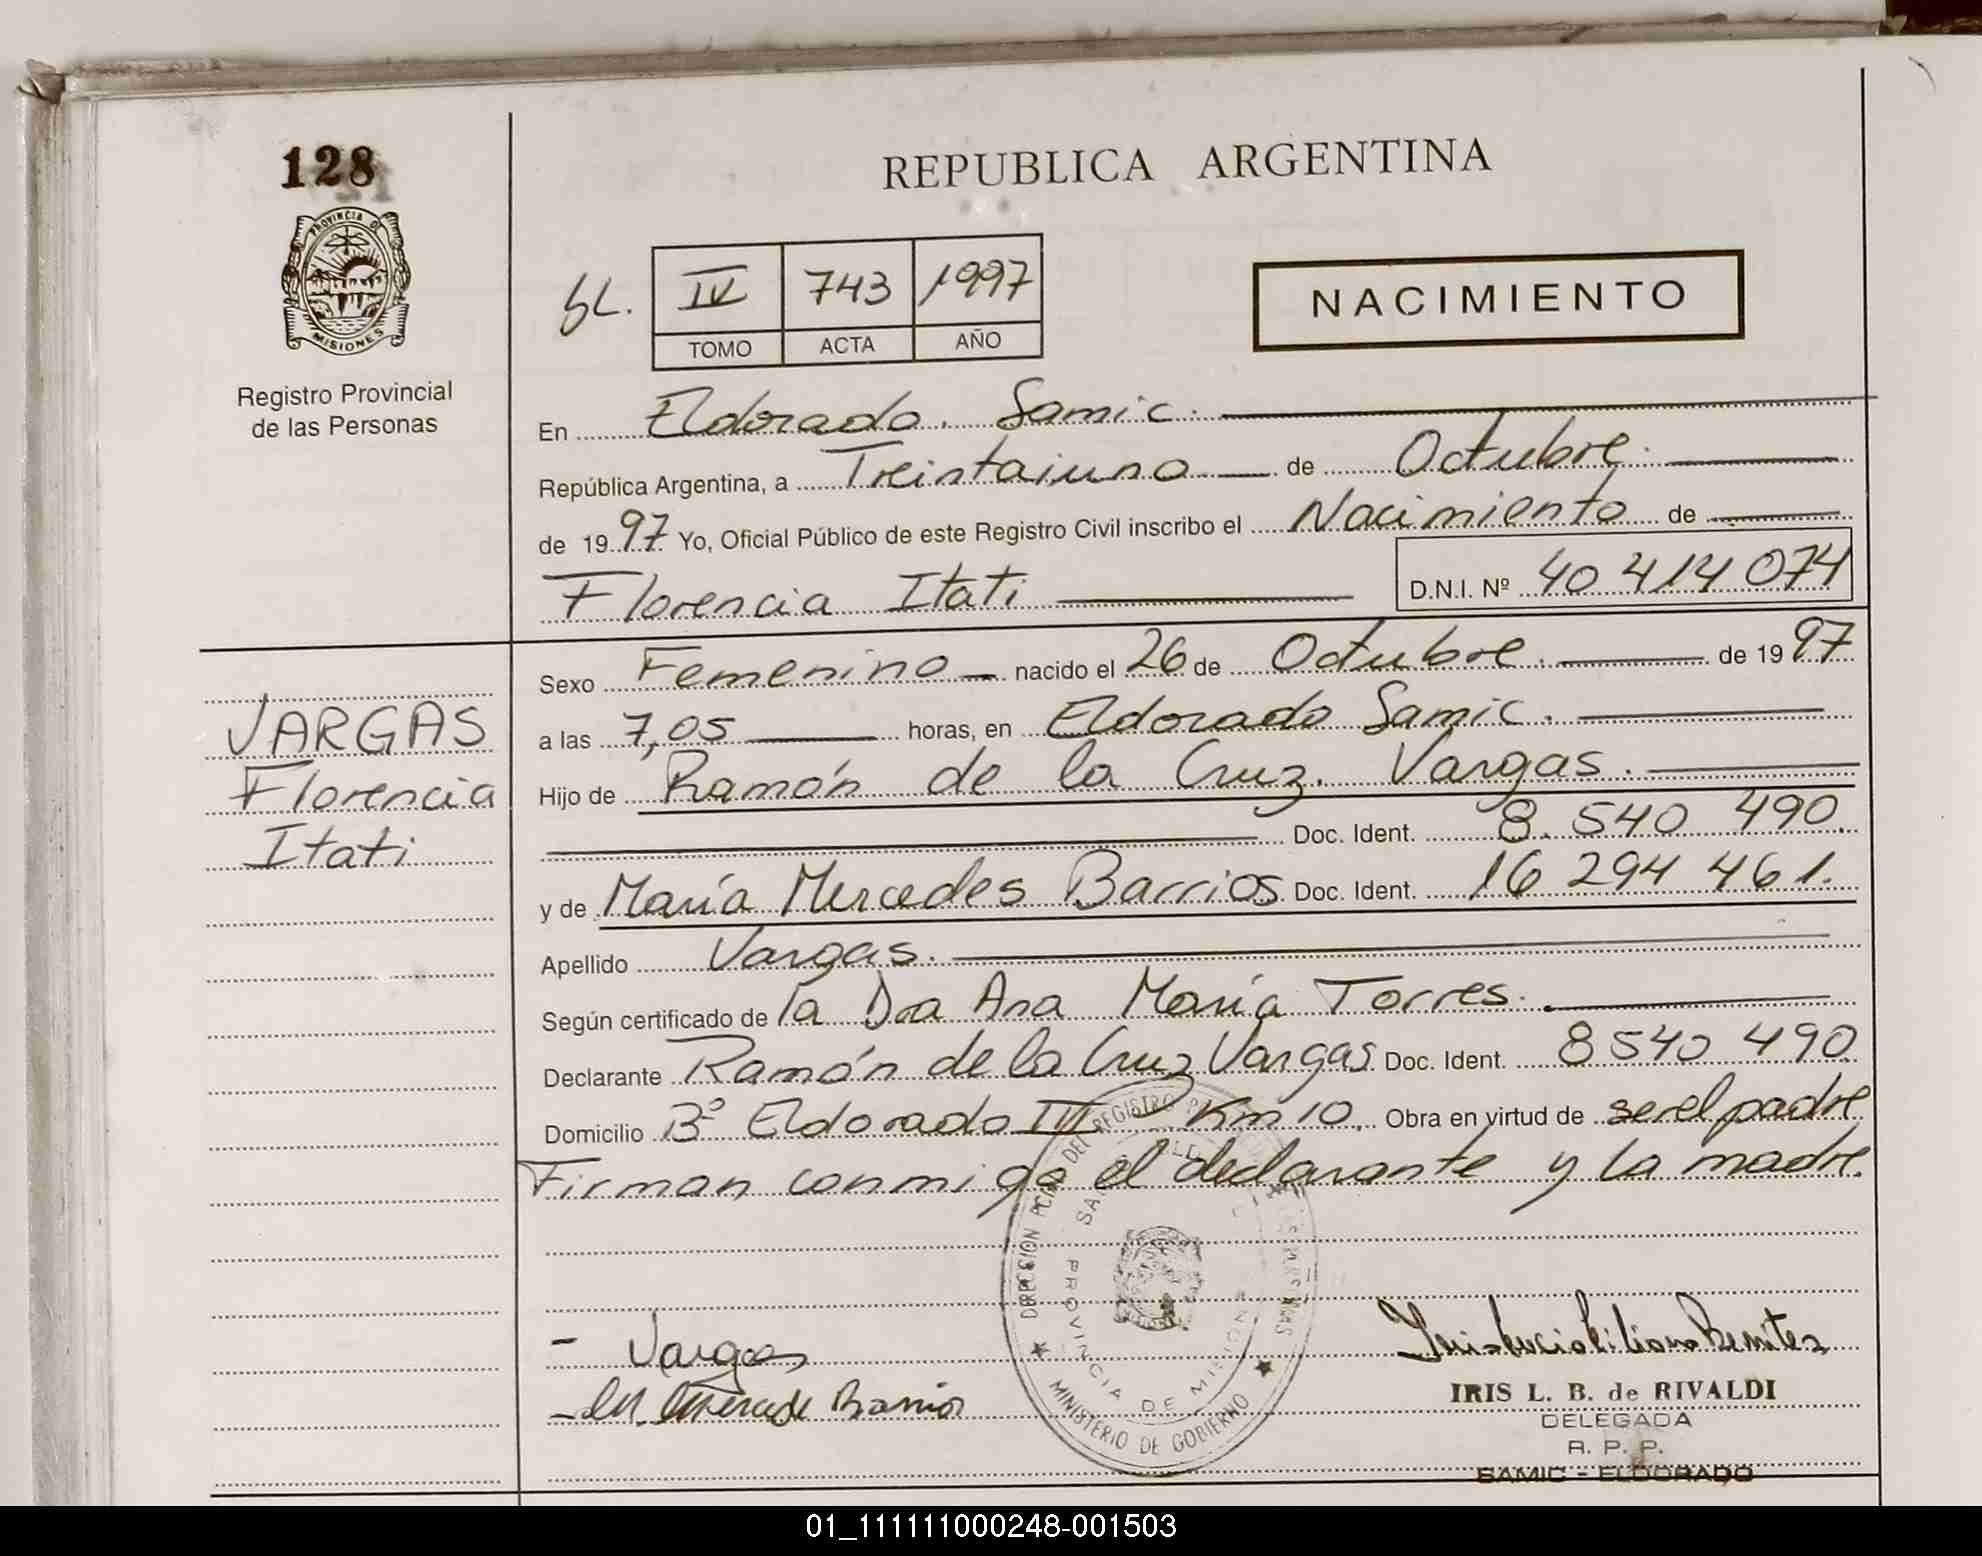 128
REPUBLICA ARGENTINA
PROVINCIA DE
MISIONES
Registro Provincial
de las Personas
IV 743 1997
TOMO ACTA AÑO
NACIMIENTO
En Eldorado. Samic.
República Argentina, a Treintaiuno de Octubre.
de 1997 Yo, Oficial Público de este Registro Civil inscribo el Nacimiento de
Florencia Itati D.N.I. Nº 40 414 074
VARGAS
Florencia
Itati
Sexo Femenino nacido el 26 de Octubre. de 1997
a las 7,05 horas, en Eldorado Samic.
Hijo de Ramón de la Cruz. Vargas.
Doc. Ident. 8. 540 490.
y de María Mercedes Barrios Doc. Ident. 16 294 461.
Apellido Vargas.
Según certificado de la Dra Ana María Torres.
Declarante Ramón de la Cruz Vargas Doc. Ident. 8 540 490
Domicilio Bº Eldorado Km 10, Obra en virtud de ser el padre
Firman conmigo el declarante y la madre.
DIRECCION PCIAL DEL REGISTRO
PROVINCIA DE
MINISTERIO DE GOBIERNO
Vargas
Barrios
IRIS L. B. de RIVALDI
DELEGADA
R. P. P.
SAMIC - ELDORADO
01_111111000248-001503